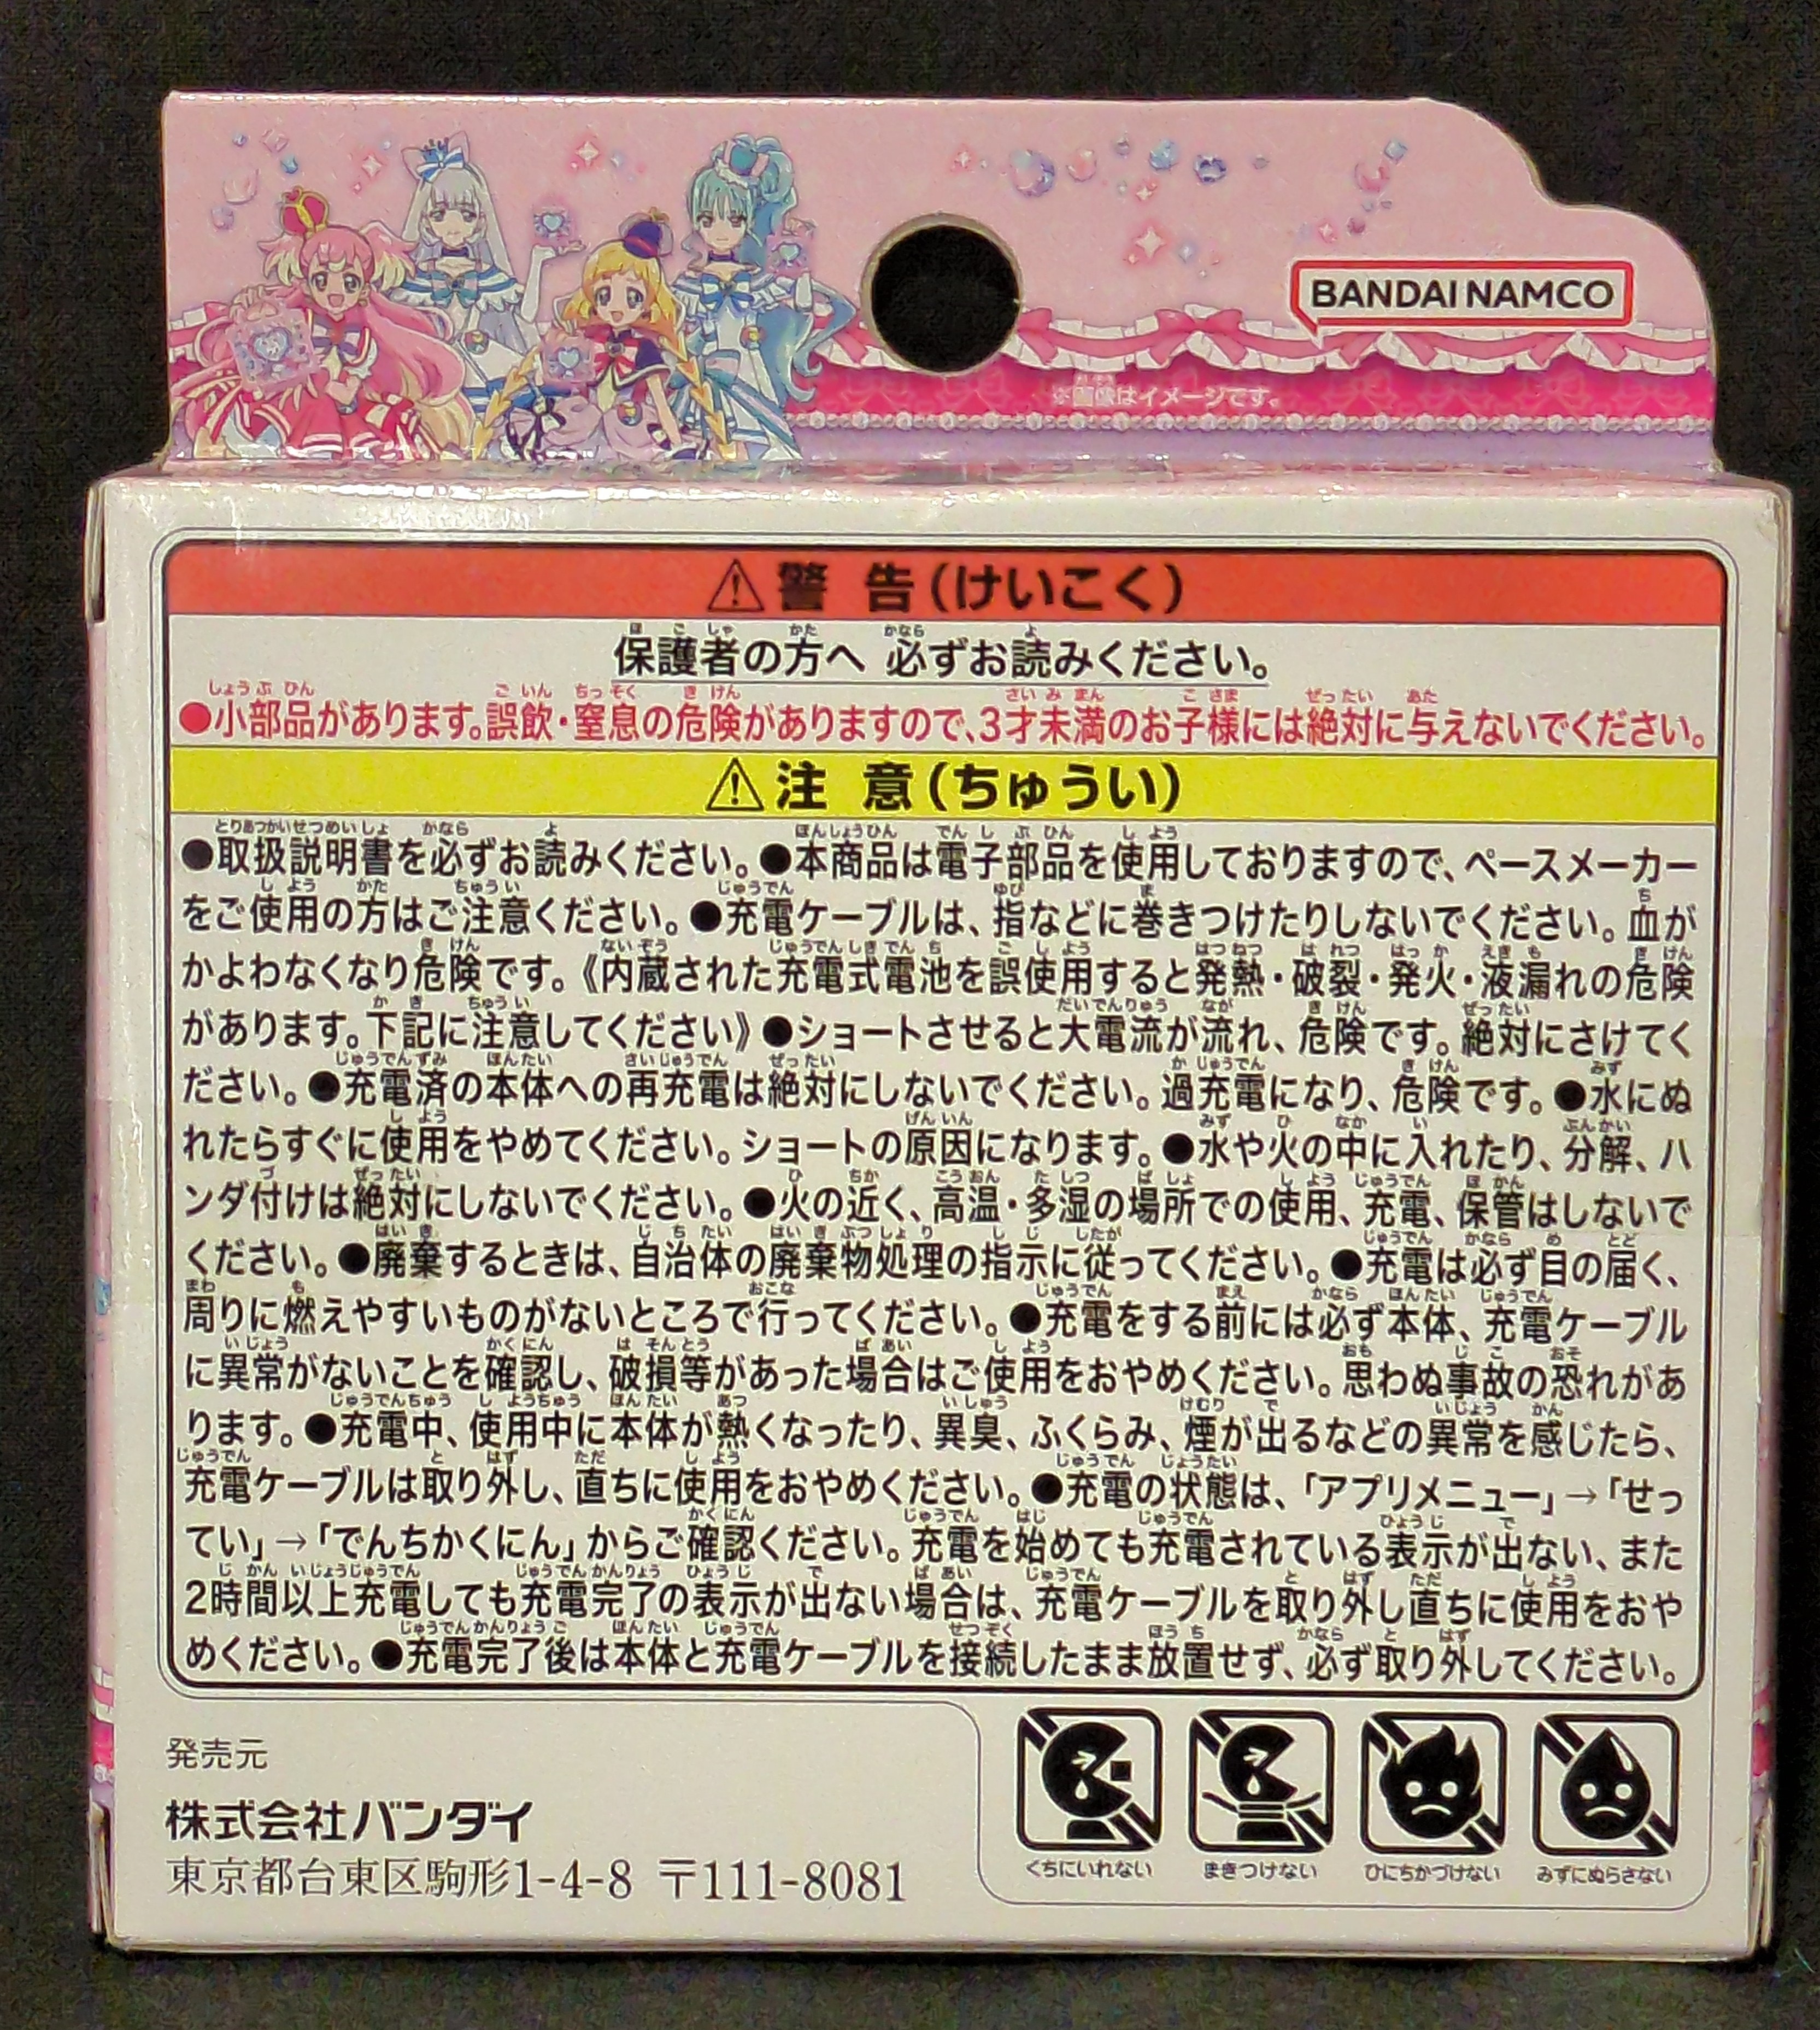 BANDAI NAMCO
※画像はイメージです。
⚠警 告(けいこく)
保護者の方へ 必ずお読みください。
●小部品があります。誤飲・窒息の危険がありますので、3才未満のお子様には絶対に与えないでください。
⚠注 意(ちゅうい)
●取扱説明書を必ずお読みください。●本商品は電子部品を使用しておりますので、ペースメーカー
をご使用の方はご注意ください。●充電ケーブルは、指などに巻きつけたりしないでください。血が
かよわなくなり危険です。《内蔵された充電式電池を誤使用すると発熱・破裂・発火・液漏れの危険
があります。下記に注意してください》●ショートさせると大電流が流れ、危険です。絶対にさけてく
ださい。●充電済の本体への再充電は絶対にしないでください。過充電になり、危険です。●水にぬ
れたらすぐに使用をやめてください。ショートの原因になります。●水や火の中に入れたり、分解、ハ
ンダ付けは絶対にしないでください。●火の近く、高温・多湿の場所での使用、充電、保管はしないで
ください。●廃棄するときは、自治体の廃棄物処理の指示に従ってください。●充電は必ず目の届く、
周りに燃えやすいものがないところで行ってください。●充電をする前には必ず本体、充電ケーブル
に異常がないことを確認し、破損等があった場合はご使用をおやめください。思わぬ事故の恐れがあ
ります。●充電中、使用中に本体が熱くなったり、異臭、ふくらみ、煙が出るなどの異常を感じたら、
充電ケーブルは取り外し、直ちに使用をおやめください。●充電の状態は、「アプリメニュー」→「せっ
てい」→「でんちかくにん」からご確認ください。充電を始めても充電されている表示が出ない、また
2時間以上充電しても充電完了の表示が出ない場合は、充電ケーブルを取り外し直ちに使用をおや
めください。●充電完了後は本体と充電ケーブルを接続したまま放置せず、必ず取り外してください。
発売元
株式会社バンダイ
東京都台東区駒形1-4-8 〒111-8081
くちにいれない
まきつけない
ひにちかづけない
みずにぬらさない